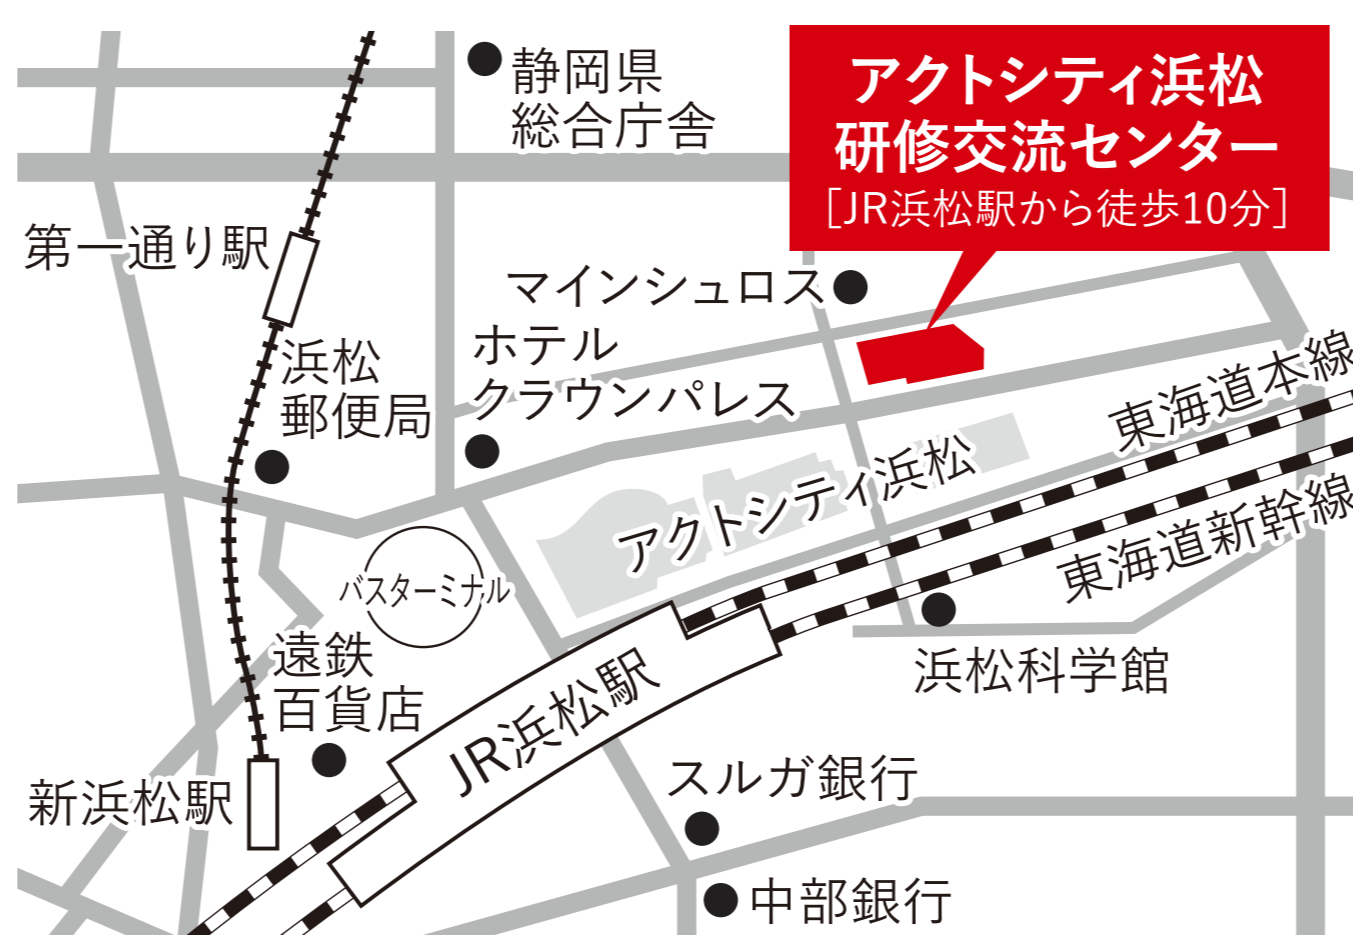 静岡県
総合庁舎
アクトシティ浜松
研修交流センター
[JR浜松駅から徒歩10分]
第一通り駅
マインシュロス
ホテル
クラウンパレス
浜松
郵便局
東海道本線
アクトシティ浜松
東海道新幹線
バスターミナル
遠鉄
百貨店
浜松科学館
JR浜松駅
新浜松駅
スルガ銀行
中部銀行